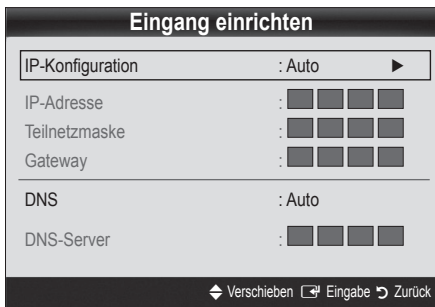 Eingang einrichten
IP-Konfiguration : Auto ►
IP-Adresse :
Teilnetzmaske :
Gateway :
DNS : Auto
DNS-Server :
Verschieben Eingabe Zurück